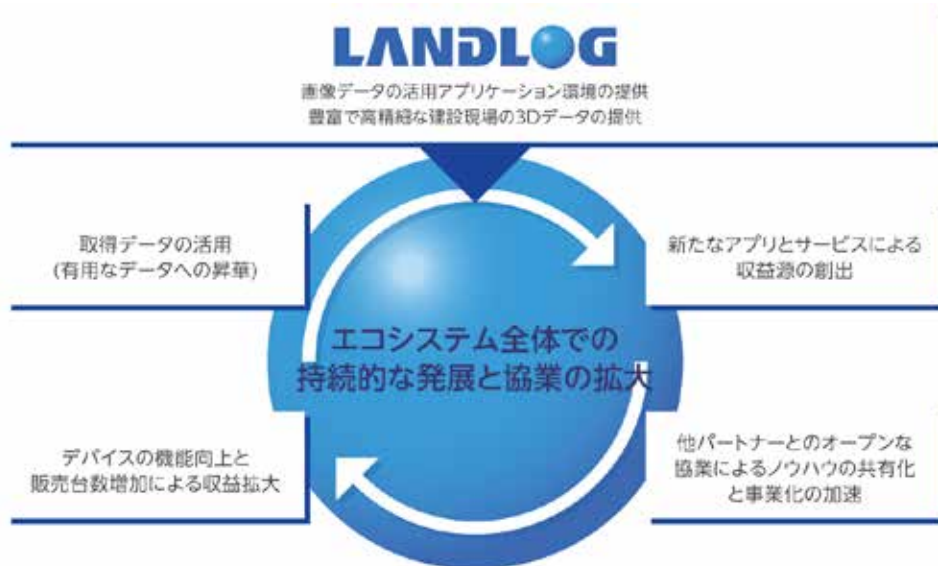 LANDLOG
画像データの活用アプリケーション環境の提供
豊富で高精細な建設現場の3Dデータの提供
取得データの活用
(有用なデータへの昇華)
新たなアプリとサービスによる
収益源の創出
エコシステム全体での
持続的な発展と協業の拡大
デバイスの機能向上と
販売台数増加による収益拡大
他パートナーとのオープンな
協業によるノウハウの共有化
と事業化の加速